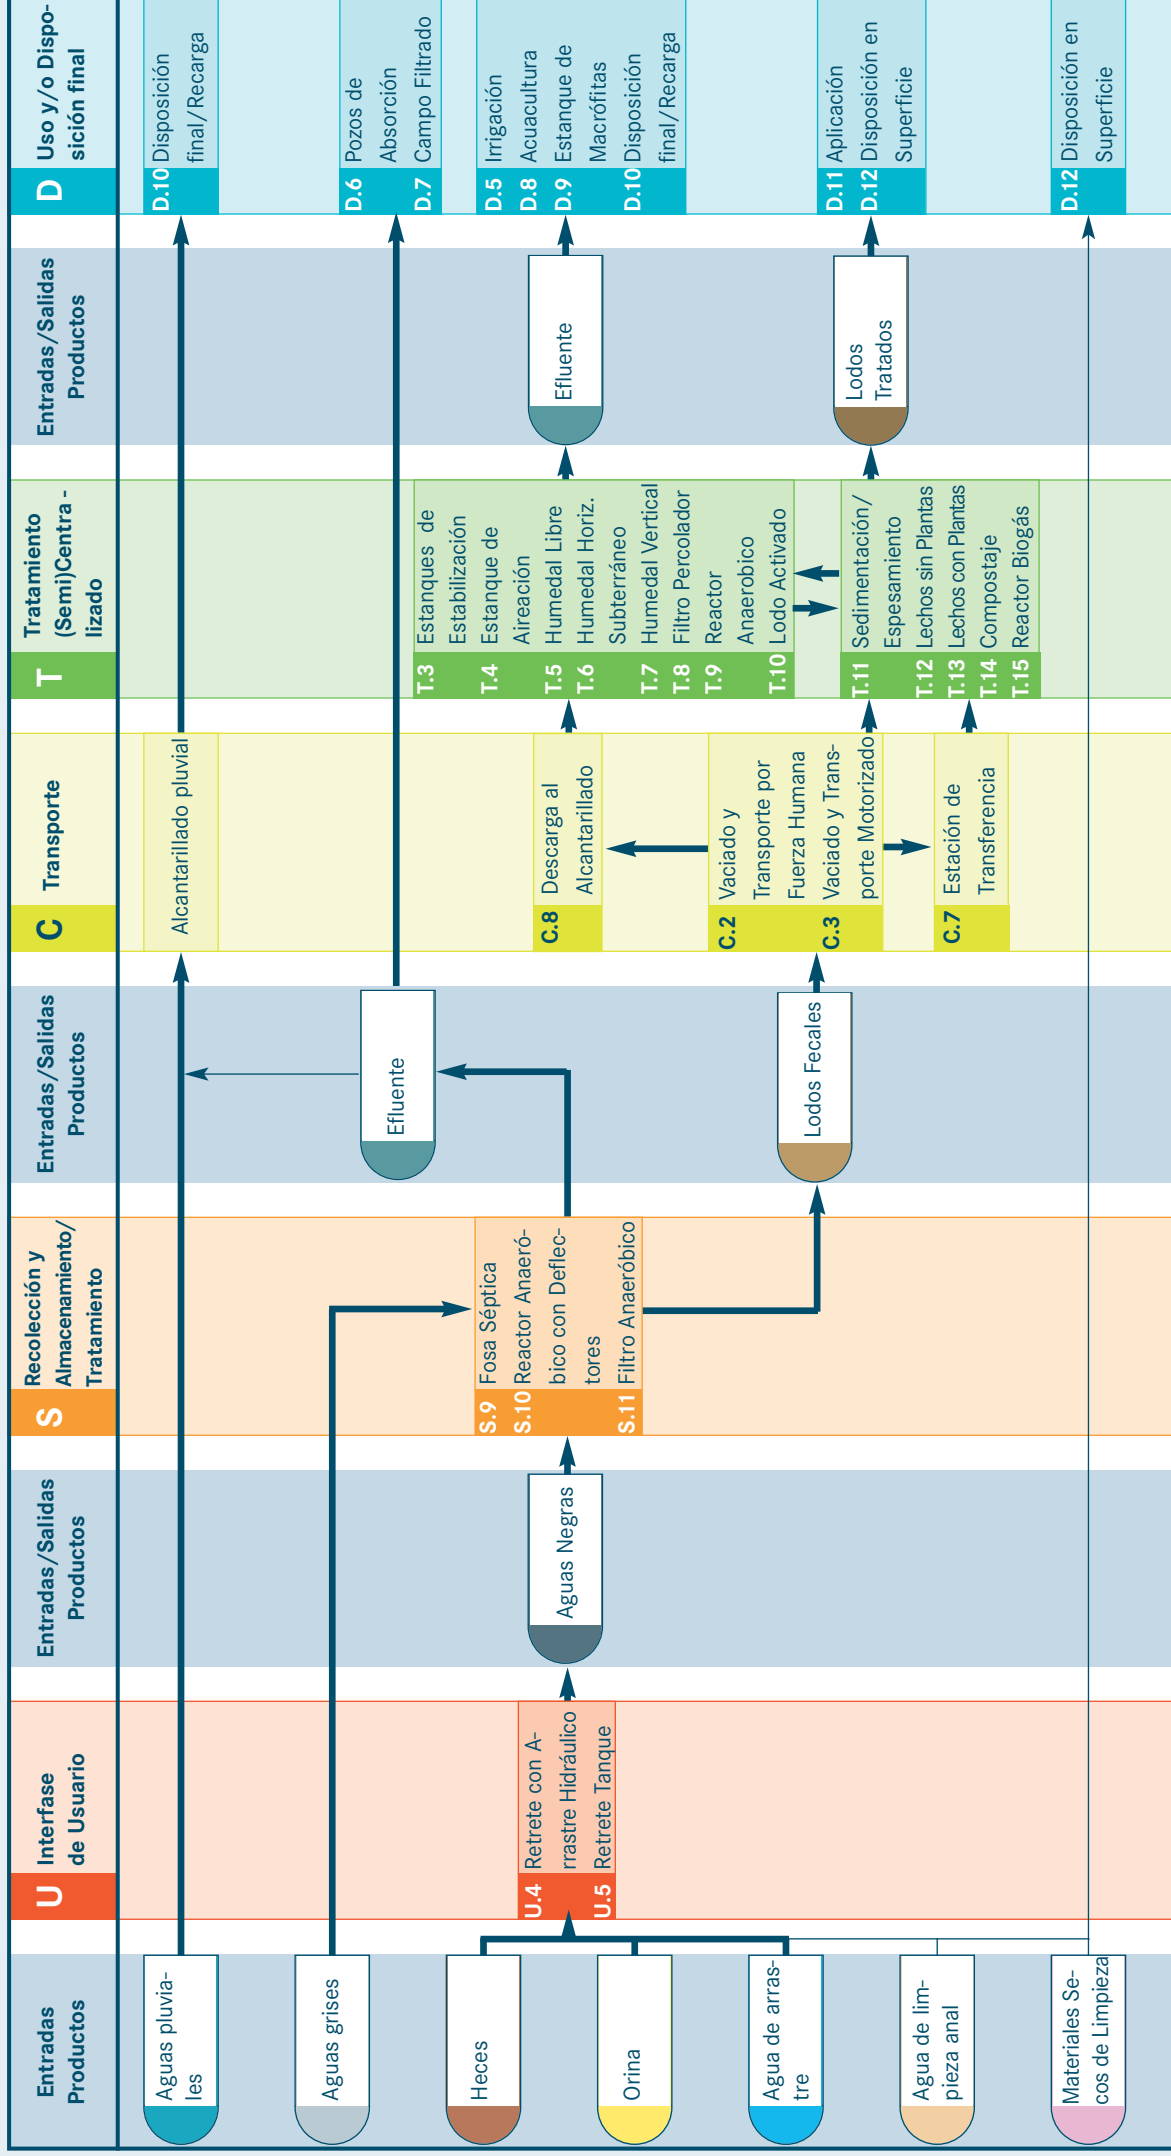 Entradas
Productos
U
Interfase
de Usuario
Entradas/Salidas
Productos
S
Recolección y
Almacenamiento/
Tratamiento
Entradas/Salidas
Productos
C
Transporte
T
Tratamiento
(Semi)Centra -
lizado
Entradas/Salidas
Productos
D
Uso y/o Dispo-
sición final
Aguas pluvia-
les
Alcantarillado pluvial
D.10 Disposición
final/Recarga
Aguas grises
Efluente
D.6 Pozos de
Absorción
D.7 Campo Filtrado
Heces
Orina
Agua de arras-
tre
Agua de lim-
pieza anal
Materiales Se-
cos de Limpieza
U.4 Retrete con A-
rrastre Hidráulico
U.5 Retrete Tanque
Aguas Negras
S.9 Fosa Séptica
S.10 Reactor Anaeró-
bico con Deflec-
tores
S.11 Filtro Anaeróbico
Lodos Fecales
C.8 Descarga al
Alcantarillado
C.2 Vaciado y
Transporte por
Fuerza Humana
C.3 Vaciado y Trans-
porte Motorizado
C.7 Estación de
Transferencia
T.3 Estanques de
Estabilización
T.4 Estanque de
Aireación
T.5 Humedal Libre
T.6 Humedal Horiz.
Subterráneo
T.7 Humedal Vertical
T.8 Filtro Percolador
T.9 Reactor
Anaerobico
T.10 Lodo Activado
T.11 Sedimentación/
Espesamiento
T.12 Lechos sin Plantas
T.13 Lechos con Plantas
T.14 Compostaje
T.15 Reactor Biogás
Efluente
Lodos
Tratados
D.5 Irrigación
D.8 Acuacultura
D.9 Estanque de
Macrófitas
D.10 Disposición
final/Recarga
D.11 Aplicación
D.12 Disposición en
Superficie
D.12 Disposición en
Superficie